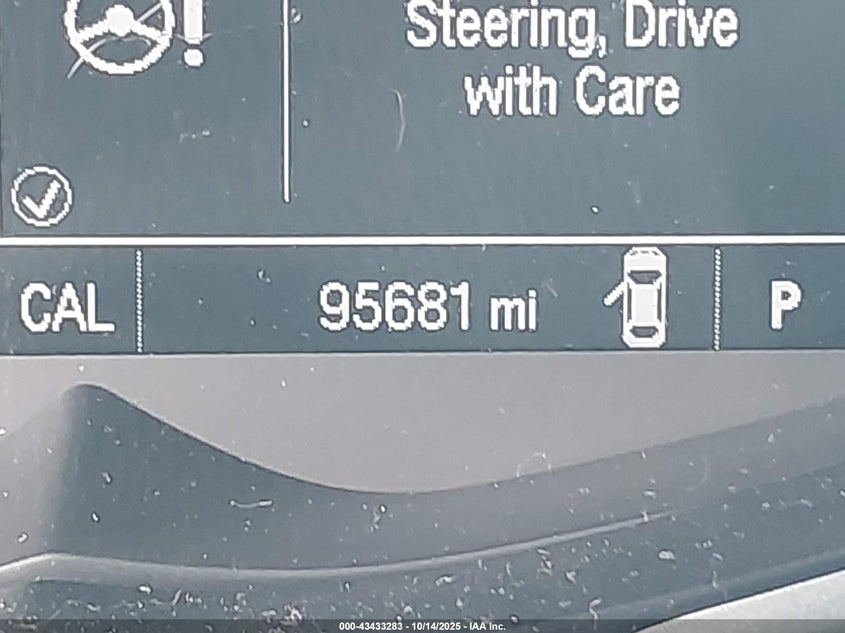 Steering, Drive
with Care
CAL 95681 mi P
000-43433283 - 10/14/2025 - IAA Inc.